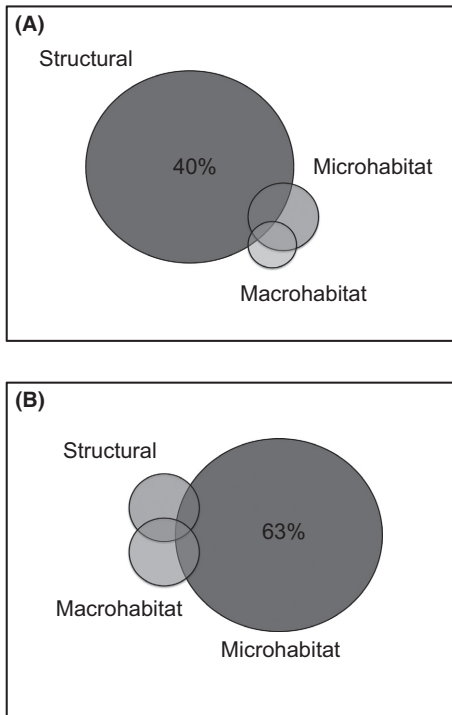 (A)
Structural
40%
Microhabitat
Macrohabitat
(B)
Structural
63%
Macrohabitat
Microhabitat